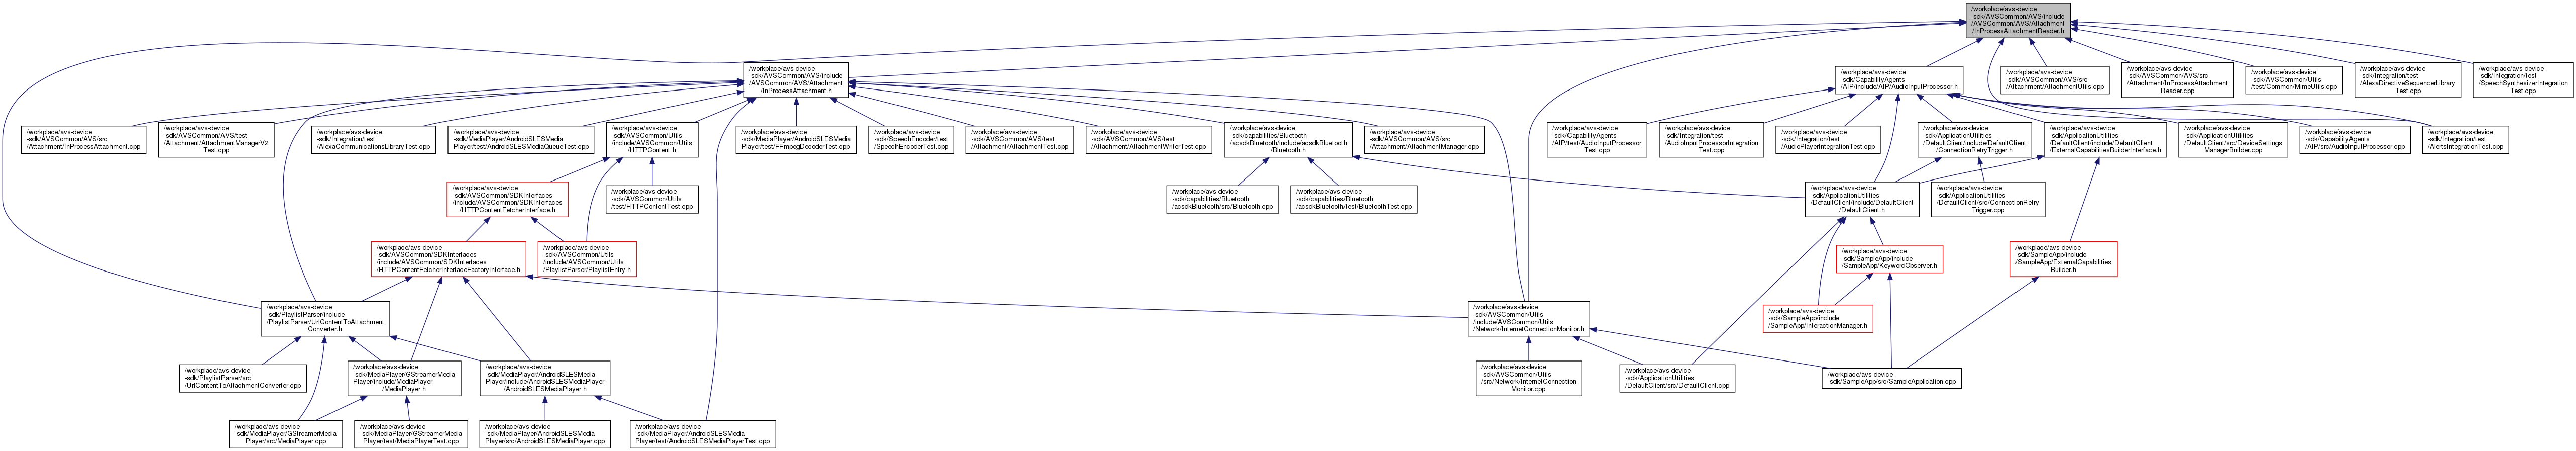 /workplace/avs-device
-sdk/AVSCommon/AVS/include
/AVSCommon/AVS/Attachment
/InProcessAttachmentReader.h
/workplace/avs-device
-sdk/AVSCommon/AVS/include
/AVSCommon/AVS/Attachment
/InProcessAttachment.h
/workplace/avs-device
-sdk/CapabilityAgents
/AIP/include/AIP/AudioInputProcessor.h
/workplace/avs-device
-sdk/AVSCommon/AVS/src
/Attachment/AttachmentUtils.cpp
/workplace/avs-device
-sdk/AVSCommon/AVS/src
/Attachment/InProcessAttachment
Reader.cpp
/workplace/avs-device
-sdk/AVSCommon/Utils
/test/Common/MimeUtils.cpp
/workplace/avs-device
-sdk/Integration/test
/AlexaDirectiveSequencerLibrary
Test.cpp
/workplace/avs-device
-sdk/Integration/test
/SpeechSynthesizerIntegration
Test.cpp
/workplace/avs-device
-sdk/AVSCommon/AVS/src
/Attachment/InProcessAttachment.cpp
/workplace/avs-device
-sdk/AVSCommon/AVS/test
/Attachment/AttachmentManagerV2
Test.cpp
/workplace/avs-device
-sdk/Integration/test
/AlexaCommunicationsLibraryTest.cpp
/workplace/avs-device
-sdk/MediaPlayer/AndroidSLESMedia
Player/test/AndroidSLESMediaQueueTest.cpp
/workplace/avs-device
-sdk/AVSCommon/Utils
/include/AVSCommon/Utils
/HTTPContent.h
/workplace/avs-device
-sdk/MediaPlayer/AndroidSLESMedia
Player/test/FFmpegDecoderTest.cpp
/workplace/avs-device
-sdk/SpeechEncoder/test
/SpeechEncoderTest.cpp
/workplace/avs-device
-sdk/AVSCommon/AVS/test
/Attachment/AttachmentTest.cpp
/workplace/avs-device
-sdk/AVSCommon/AVS/test
/Attachment/AttachmentWriterTest.cpp
/workplace/avs-device
-sdk/capabilities/Bluetooth
/acsdkBluetooth/include/acsdkBluetooth
/Bluetooth.h
/workplace/avs-device
-sdk/AVSCommon/AVS/src
/Attachment/AttachmentManager.cpp
/workplace/avs-device
-sdk/CapabilityAgents
/AIP/test/AudioInputProcessor
Test.cpp
/workplace/avs-device
-sdk/Integration/test
/AudioInputProcessorIntegration
Test.cpp
/workplace/avs-device
-sdk/Integration/test
/AudioPlayerIntegrationTest.cpp
/workplace/avs-device
-sdk/ApplicationUtilities
/DefaultClient/include/DefaultClient
/ConnectionRetryTrigger.h
/workplace/avs-device
-sdk/ApplicationUtilities
/DefaultClient/include/DefaultClient
/ExternalCapabilitiesBuilderInterface.h
/workplace/avs-device
-sdk/ApplicationUtilities
/DefaultClient/src/DeviceSettings
ManagerBuilder.cpp
/workplace/avs-device
-sdk/CapabilityAgents
/AIP/src/AudioInputProcessor.cpp
/workplace/avs-device
-sdk/Integration/test
/AlertsIntegrationTest.cpp
/workplace/avs-device
-sdk/AVSCommon/SDKInterfaces
/include/AVSCommon/SDKInterfaces
/HTTPContentFetcherInterface.h
/workplace/avs-device
-sdk/AVSCommon/Utils
/test/HTTPContentTest.cpp
/workplace/avs-device
-sdk/capabilities/Bluetooth
/acsdkBluetooth/src/Bluetooth.cpp
/workplace/avs-device
-sdk/capabilities/Bluetooth
/acsdkBluetooth/test/BluetoothTest.cpp
/workplace/avs-device
-sdk/ApplicationUtilities
/DefaultClient/include/DefaultClient
/DefaultClient.h
/workplace/avs-device
-sdk/ApplicationUtilities
/DefaultClient/src/ConnectionRetry
Trigger.cpp
/workplace/avs-device
-sdk/AVSCommon/SDKInterfaces
/include/AVSCommon/SDKInterfaces
/HTTPContentFetcherInterfaceFactoryInterface.h
/workplace/avs-device
-sdk/AVSCommon/Utils
/include/AVSCommon/Utils
/PlaylistParser/PlaylistEntry.h
/workplace/avs-device
-sdk/SampleApp/include
/SampleApp/KeywordObserver.h
/workplace/avs-device
-sdk/SampleApp/include
/SampleApp/ExternalCapabilities
Builder.h
/workplace/avs-device
-sdk/PlaylistParser/include
/PlaylistParser/UrlContentToAttachment
Converter.h
/workplace/avs-device
-sdk/AVSCommon/Utils
/include/AVSCommon/Utils
/Network/InternetConnectionMonitor.h
/workplace/avs-device
-sdk/SampleApp/include
/SampleApp/InteractionManager.h
/workplace/avs-device
-sdk/PlaylistParser/src
/UrlContentToAttachmentConverter.cpp
/workplace/avs-device
-sdk/MediaPlayer/GStreamerMedia
Player/include/MediaPlayer
/MediaPlayer.h
/workplace/avs-device
-sdk/MediaPlayer/AndroidSLESMedia
Player/include/AndroidSLESMediaPlayer
/AndroidSLESMediaPlayer.h
/workplace/avs-device
-sdk/AVSCommon/Utils
/src/Network/InternetConnection
Monitor.cpp
/workplace/avs-device
-sdk/ApplicationUtilities
/DefaultClient/src/DefaultClient.cpp
/workplace/avs-device
-sdk/SampleApp/src/SampleApplication.cpp
/workplace/avs-device
-sdk/MediaPlayer/GStreamerMedia
Player/src/MediaPlayer.cpp
/workplace/avs-device
-sdk/MediaPlayer/GStreamerMedia
Player/test/MediaPlayerTest.cpp
/workplace/avs-device
-sdk/MediaPlayer/AndroidSLESMedia
Player/src/AndroidSLESMediaPlayer.cpp
/workplace/avs-device
-sdk/MediaPlayer/AndroidSLESMedia
Player/test/AndroidSLESMediaPlayerTest.cpp